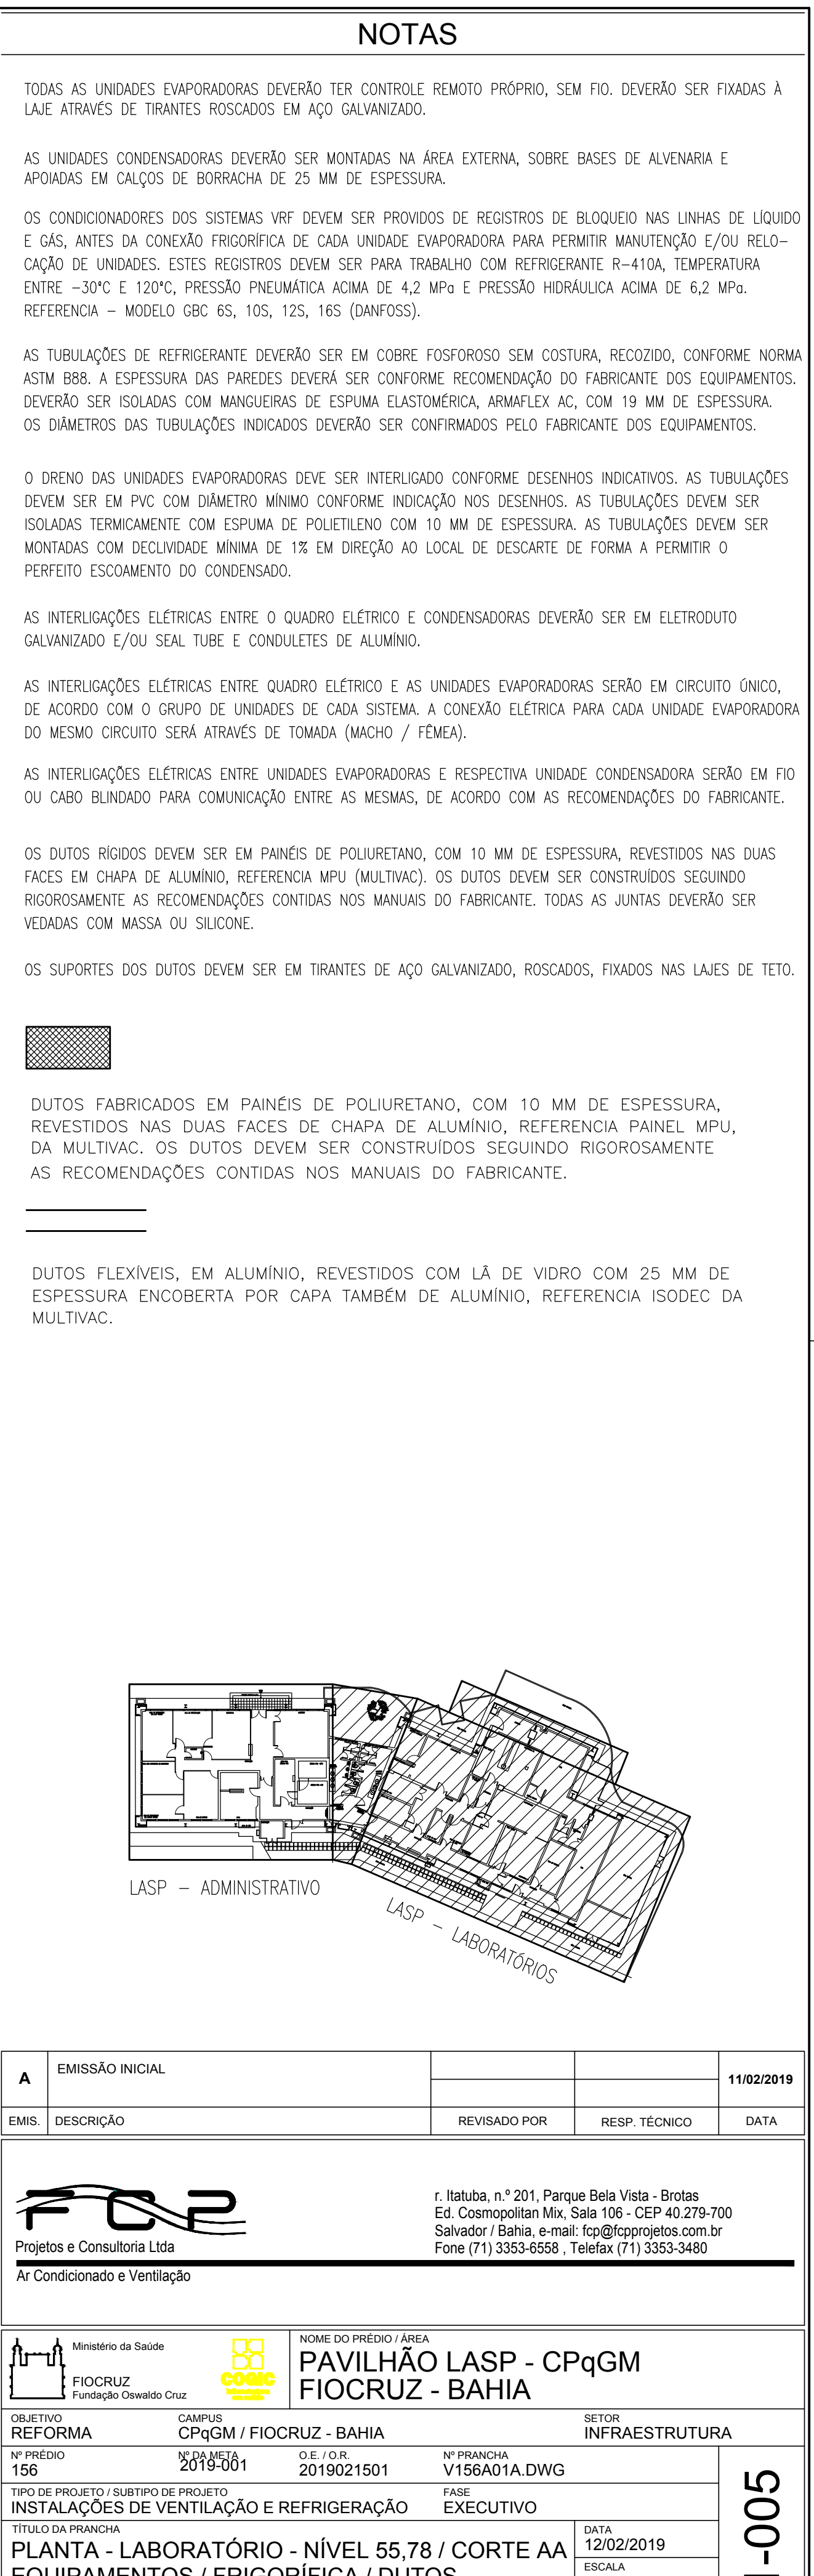 NOTAS
TODAS AS UNIDADES EVAPORADORAS DEVERÃO TER CONTROLE REMOTO PRÓPRIO, SEM FIO. DEVERÃO SER FIXADAS À
LAJE ATRAVÉS DE TIRANTES ROSCADOS EM AÇO GALVANIZADO.
AS UNIDADES CONDENSADORAS DEVERÃO SER MONTADAS NA ÁREA EXTERNA, SOBRE BASES DE ALVENARIA E
APOIADAS EM CALÇOS DE BORRACHA DE 25 MM DE ESPESSURA.
OS CONDICIONADORES DOS SISTEMAS VRF DEVEM SER PROVIDOS DE REGISTROS DE BLOQUEIO NAS LINHAS DE LÍQUIDO
E GÁS, ANTES DA CONEXÃO FRIGORÍFICA DE CADA UNIDADE EVAPORADORA PARA PERMITIR MANUTENÇÃO E/OU RELO-
CAÇÃO DE UNIDADES. ESTES REGISTROS DEVEM SER PARA TRABALHO COM REFRIGERANTE R-410A, TEMPERATURA
ENTRE -30°C E 120°C, PRESSÃO PNEUMÁTICA ACIMA DE 4,2 MPa E PRESSÃO HIDRÁULICA ACIMA DE 6,2 MPa.
REFERENCIA - MODELO GBC 6S, 10S, 12S, 16S (DANFOSS).
AS TUBULAÇÕES DE REFRIGERANTE DEVERÃO SER EM COBRE FOSFOROSO SEM COSTURA, RECOZIDO, CONFORME NORMA
ASTM B88. A ESPESSURA DAS PAREDES DEVERÁ SER CONFORME RECOMENDAÇÃO DO FABRICANTE DOS EQUIPAMENTOS.
DEVERÃO SER ISOLADAS COM MANGUEIRAS DE ESPUMA ELASTOMÉRICA, ARMAFLEX AC, COM 19 MM DE ESPESSURA.
OS DIÂMETROS DAS TUBULAÇÕES INDICADOS DEVERÃO SER CONFIRMADOS PELO FABRICANTE DOS EQUIPAMENTOS.
O DRENO DAS UNIDADES EVAPORADORAS DEVE SER INTERLIGADO CONFORME DESENHOS INDICATIVOS. AS TUBULAÇÕES
DEVEM SER EM PVC COM DIÂMETRO MÍNIMO CONFORME INDICAÇÃO NOS DESENHOS. AS TUBULAÇÕES DEVEM SER
ISOLADAS TERMICAMENTE COM ESPUMA DE POLIETILENO COM 10 MM DE ESPESSURA. AS TUBULAÇÕES DEVEM SER
MONTADAS COM DECLIVIDADE MÍNIMA DE 1% EM DIREÇÃO AO LOCAL DE DESCARTE DE FORMA A PERMITIR O
PERFEITO ESCOAMENTO DO CONDENSADO.
AS INTERLIGAÇÕES ELÉTRICAS ENTRE O QUADRO ELÉTRICO E CONDENSADORAS DEVERÃO SER EM ELETRODUTO
GALVANIZADO E/OU SEAL TUBE E CONDULETES DE ALUMÍNIO.
AS INTERLIGAÇÕES ELÉTRICAS ENTRE QUADRO ELÉTRICO E AS UNIDADES EVAPORADORAS SERÃO EM CIRCUITO ÚNICO,
DE ACORDO COM O GRUPO DE UNIDADES DE CADA SISTEMA. A CONEXÃO ELÉTRICA PARA CADA UNIDADE EVAPORADORA
DO MESMO CIRCUITO SERÁ ATRAVÉS DE TOMADA (MACHO / FÊMEA).
AS INTERLIGAÇÕES ELÉTRICAS ENTRE UNIDADES EVAPORADORAS E RESPECTIVA UNIDADE CONDENSADORA SERÃO EM FIO
OU CABO BLINDADO PARA COMUNICAÇÃO ENTRE AS MESMAS, DE ACORDO COM AS RECOMENDAÇÕES DO FABRICANTE.
OS DUTOS RÍGIDOS DEVEM SER EM PAINÉIS DE POLIURETANO, COM 10 MM DE ESPESSURA, REVESTIDOS NAS DUAS
FACES EM CHAPA DE ALUMÍNIO, REFERENCIA MPU (MULTIVAC). OS DUTOS DEVEM SER CONSTRUÍDOS SEGUINDO
RIGOROSAMENTE AS RECOMENDAÇÕES CONTIDAS NOS MANUAIS DO FABRICANTE. TODAS AS JUNTAS DEVERÃO SER
VEDADAS COM MASSA OU SILICONE.
OS SUPORTES DOS DUTOS DEVEM SER EM TIRANTES DE AÇO GALVANIZADO, ROSCADOS, FIXADOS NAS LAJES DE TETO.
DUTOS FABRICADOS EM PAINÉIS DE POLIURETANO, COM 10 MM DE ESPESSURA,
REVESTIDOS NAS DUAS FACES DE CHAPA DE ALUMÍNIO, REFERENCIA PAINEL MPU,
DA MULTIVAC. OS DUTOS DEVEM SER CONSTRUÍDOS SEGUINDO RIGOROSAMENTE
AS RECOMENDAÇÕES CONTIDAS NOS MANUAIS DO FABRICANTE.
DUTOS FLEXÍVEIS, EM ALUMÍNIO, REVESTIDOS COM LÂ DE VIDRO COM 25 MM DE
ESPESSURA ENCOBERTA POR CAPA TAMBÉM DE ALUMÍNIO, REFERENCIA ISODEC DA
MULTIVAC.
LASP - ADMINISTRATIVO
LASP - LABORATÓRIOS
A EMISSÃO INICIAL 11/02/2019
EMIS. DESCRIÇÃO REVISADO POR RESP. TÉCNICO DATA
FCP
Projetos e Consultoria Ltda
Ar Condicionado e Ventilação
r. Itatuba, n.º 201, Parque Bela Vista - Brotas
Ed. Cosmopolitan Mix, Sala 106 - CEP 40.279-700
Salvador / Bahia, e-mail: fcp@fcpprojetos.com.br
Fone (71) 3353-6558 , Telefax (71) 3353-3480
Ministério da Saúde
FIOCRUZ
Fundação Oswaldo Cruz
COGIC
NOME DO PRÉDIO / ÁREA
PAVILHÃO LASP - CPqGM
FIOCRUZ - BAHIA
OBJETIVO CAMPUS SETOR
REFORMA CPqGM / FIOCRUZ - BAHIA INFRAESTRUTURA
Nº PRÉDIO Nº DA META O.E. / O.R. Nº PRANCHA
156 2019-001 2019021501 V156A01A.DWG
TIPO DE PROJETO / SUBTIPO DE PROJETO FASE
INSTALAÇÕES DE VENTILAÇÃO E REFRIGERAÇÃO EXECUTIVO
TÍTULO DA PRANCHA DATA
PLANTA - LABORATÓRIO - NÍVEL 55,78 / CORTE AA 12/02/2019
EQUIPAMENTOS / FRIGORÍFICA / DUTOS
ESCALA
-005